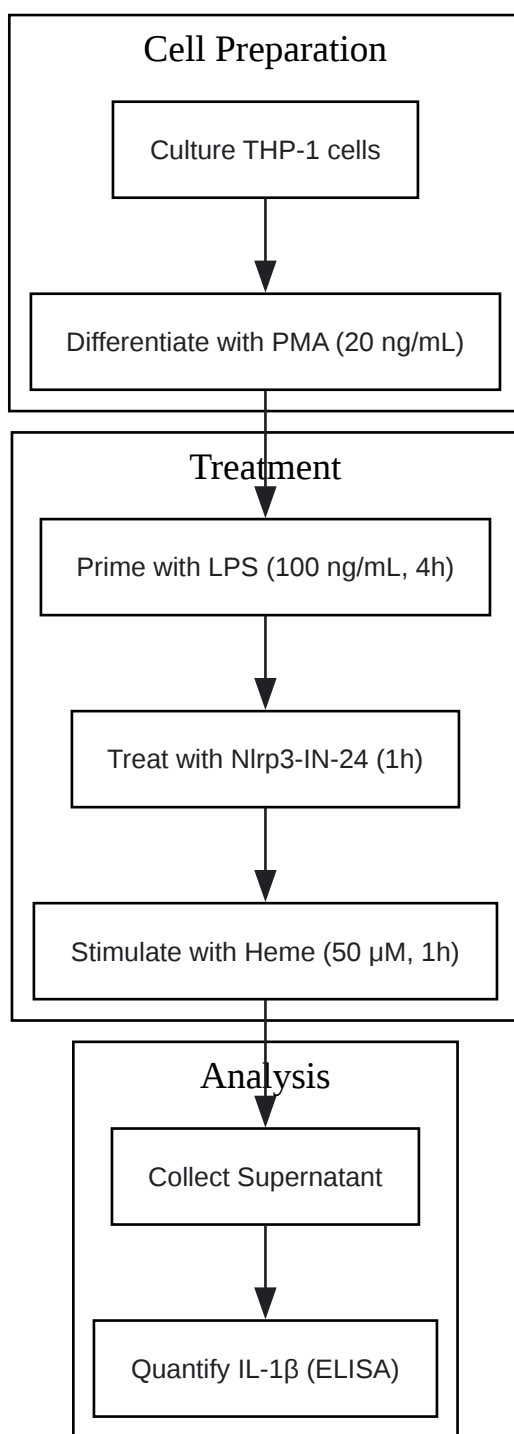 Cell Preparation
Culture THP-1 cells
Differentiate with PMA (20 ng/mL)
Treatment
Prime with LPS (100 ng/mL, 4h)
Treat with Nlrp3-IN-24 (1h)
Stimulate with Heme (50 μM, 1h)
Analysis
Collect Supernatant
Quantify IL-1β (ELISA)